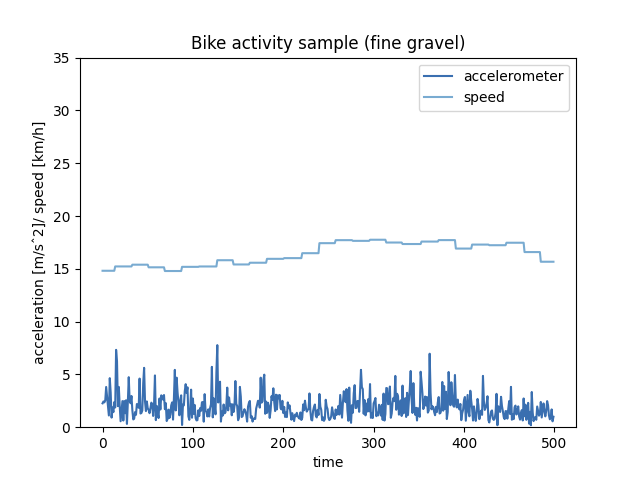 Bike activity sample (fine gravel)
accelerometer
speed
35
30
25
20
15
10
5
0
acceleration [m/s^2]/ speed [km/h]
0 100 200 300 400 500
time